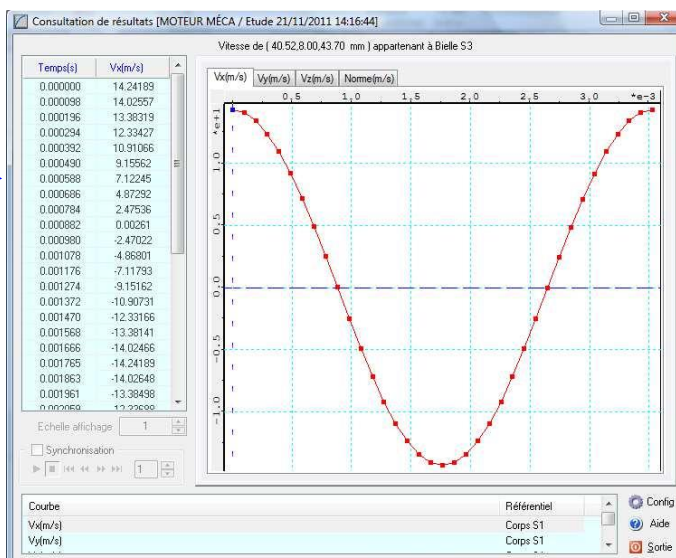 Consultation de résultats [MOTEUR MÉCA / Etude 21/11/2011 14:16:44]
Vitesse de ( 40.52,8.00,43.70 mm ) appartenant à Bielle S3
Temps(s) Vx(m/s)
0.000000 14.24189
0.000098 14.02557
0.000196 13.38319
0.000294 12.33427
0.000392 10.91066
0.000490 9.15562
0.000588 7.12245
0.000686 4.87292
0.000784 2.47536
0.000882 0.00261
0.000980 -2.47022
0.001078 -4.86801
0.001176 -7.11793
0.001274 -9.15162
0.001372 -10.90731
0.001470 -12.33166
0.001568 -13.38141
0.001666 -14.02466
0.001765 -14.24189
0.001863 -14.02648
0.001961 -13.38498
Echelle affichage 1
Synchronisation
1
Vx(m/s) Vy(m/s) Vz(m/s) Norme(m/s)
0,5 1,0 1,5 2,0 2,5 3,0 *e-3
*e+1
1,0
0,5
0,0
-0,5
-1,0
Courbe Référentiel
Vx(m/s) Corps S1
Vy(m/s) Corps S1
Config
Aide
Sortie